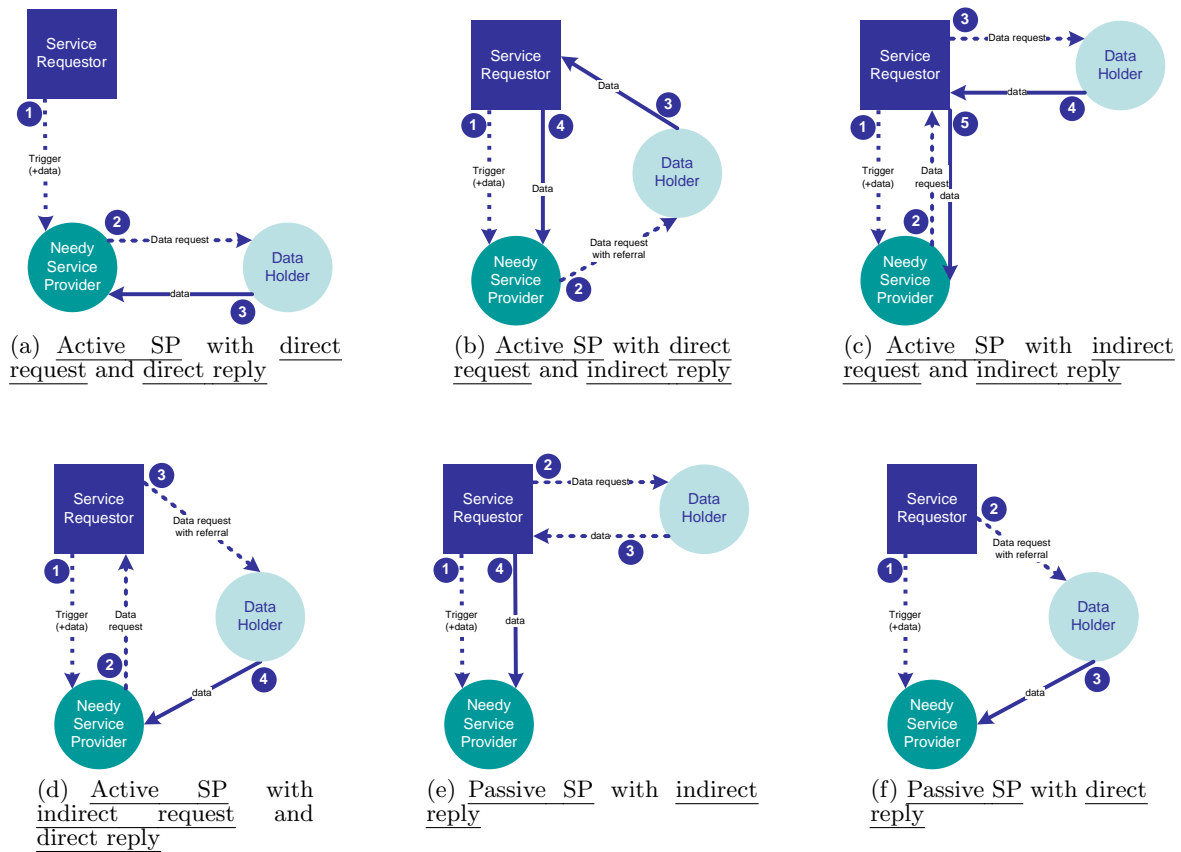 Service
Requestor
1
Trigger
(+data)
2
Data request
Needy
Service
Provider
Data
Holder
data
3
(a) Active SP with direct
request and direct reply
Service
Requestor
Data
3
1
4
Trigger
(+data)
Data
Data
Holder
Data request
with referral
Needy
Service
Provider
2
(b) Active SP with direct
request and indirect reply
3
Service
Requestor
Data request
Data
Holder
data
4
1
5
Trigger
(+data)
Data
request
data
2
Needy
Service
Provider
(c) Active SP with indirect
request and indirect reply
3
Service
Requestor
Data request
with referral
1
Trigger
(+data)
Data
request
Data
Holder
2
4
data
Needy
Service
Provider
(d) Active SP with
indirect request and
direct reply
2
Service
Requestor
Data request
Data
Holder
data
3
1
4
Trigger
(+data)
data
Needy
Service
Provider
(e) Passive SP with indirect
reply
Service
Requestor
2
Data request
with referral
1
Trigger
(+data)
Data
Holder
3
data
Needy
Service
Provider
(f) Passive SP with direct
reply